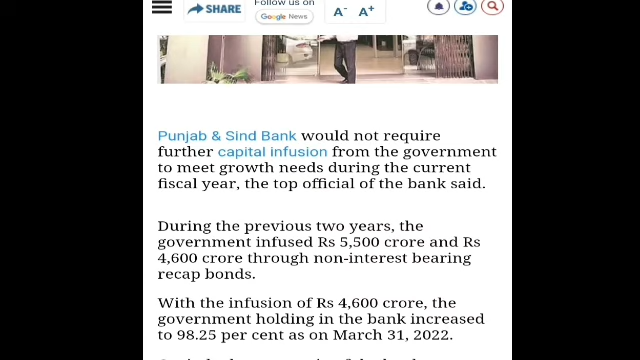 SHARE
Follow us on
Google News
A-
A+
Punjab & Sind Bank would not require
further capital infusion from the government
to meet growth needs during the current
fiscal year, the top official of the bank said.
During the previous two years, the
government infused Rs 5,500 crore and Rs
4,600 crore through non-interest bearing
recap bonds.
With the infusion of Rs 4,600 crore, the
government holding in the bank increased
to 98.25 per cent as on March 31, 2022.